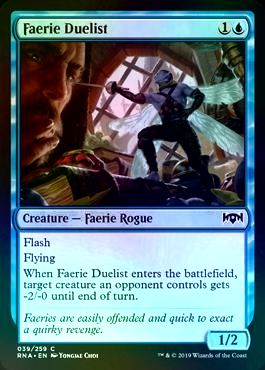 Faerie Duelist 1
Creature — Faerie Rogue
Flash
Flying
When Faerie Duelist enters the battlefield,
target creature an opponent controls gets
-2/-0 until end of turn.
Faeries are easily offended and quick to exact
a quirky revenge.
1/2
039/259 C
RNA • EN YONGJAE CHOI
™ & © 2019 Wizards of the Coast